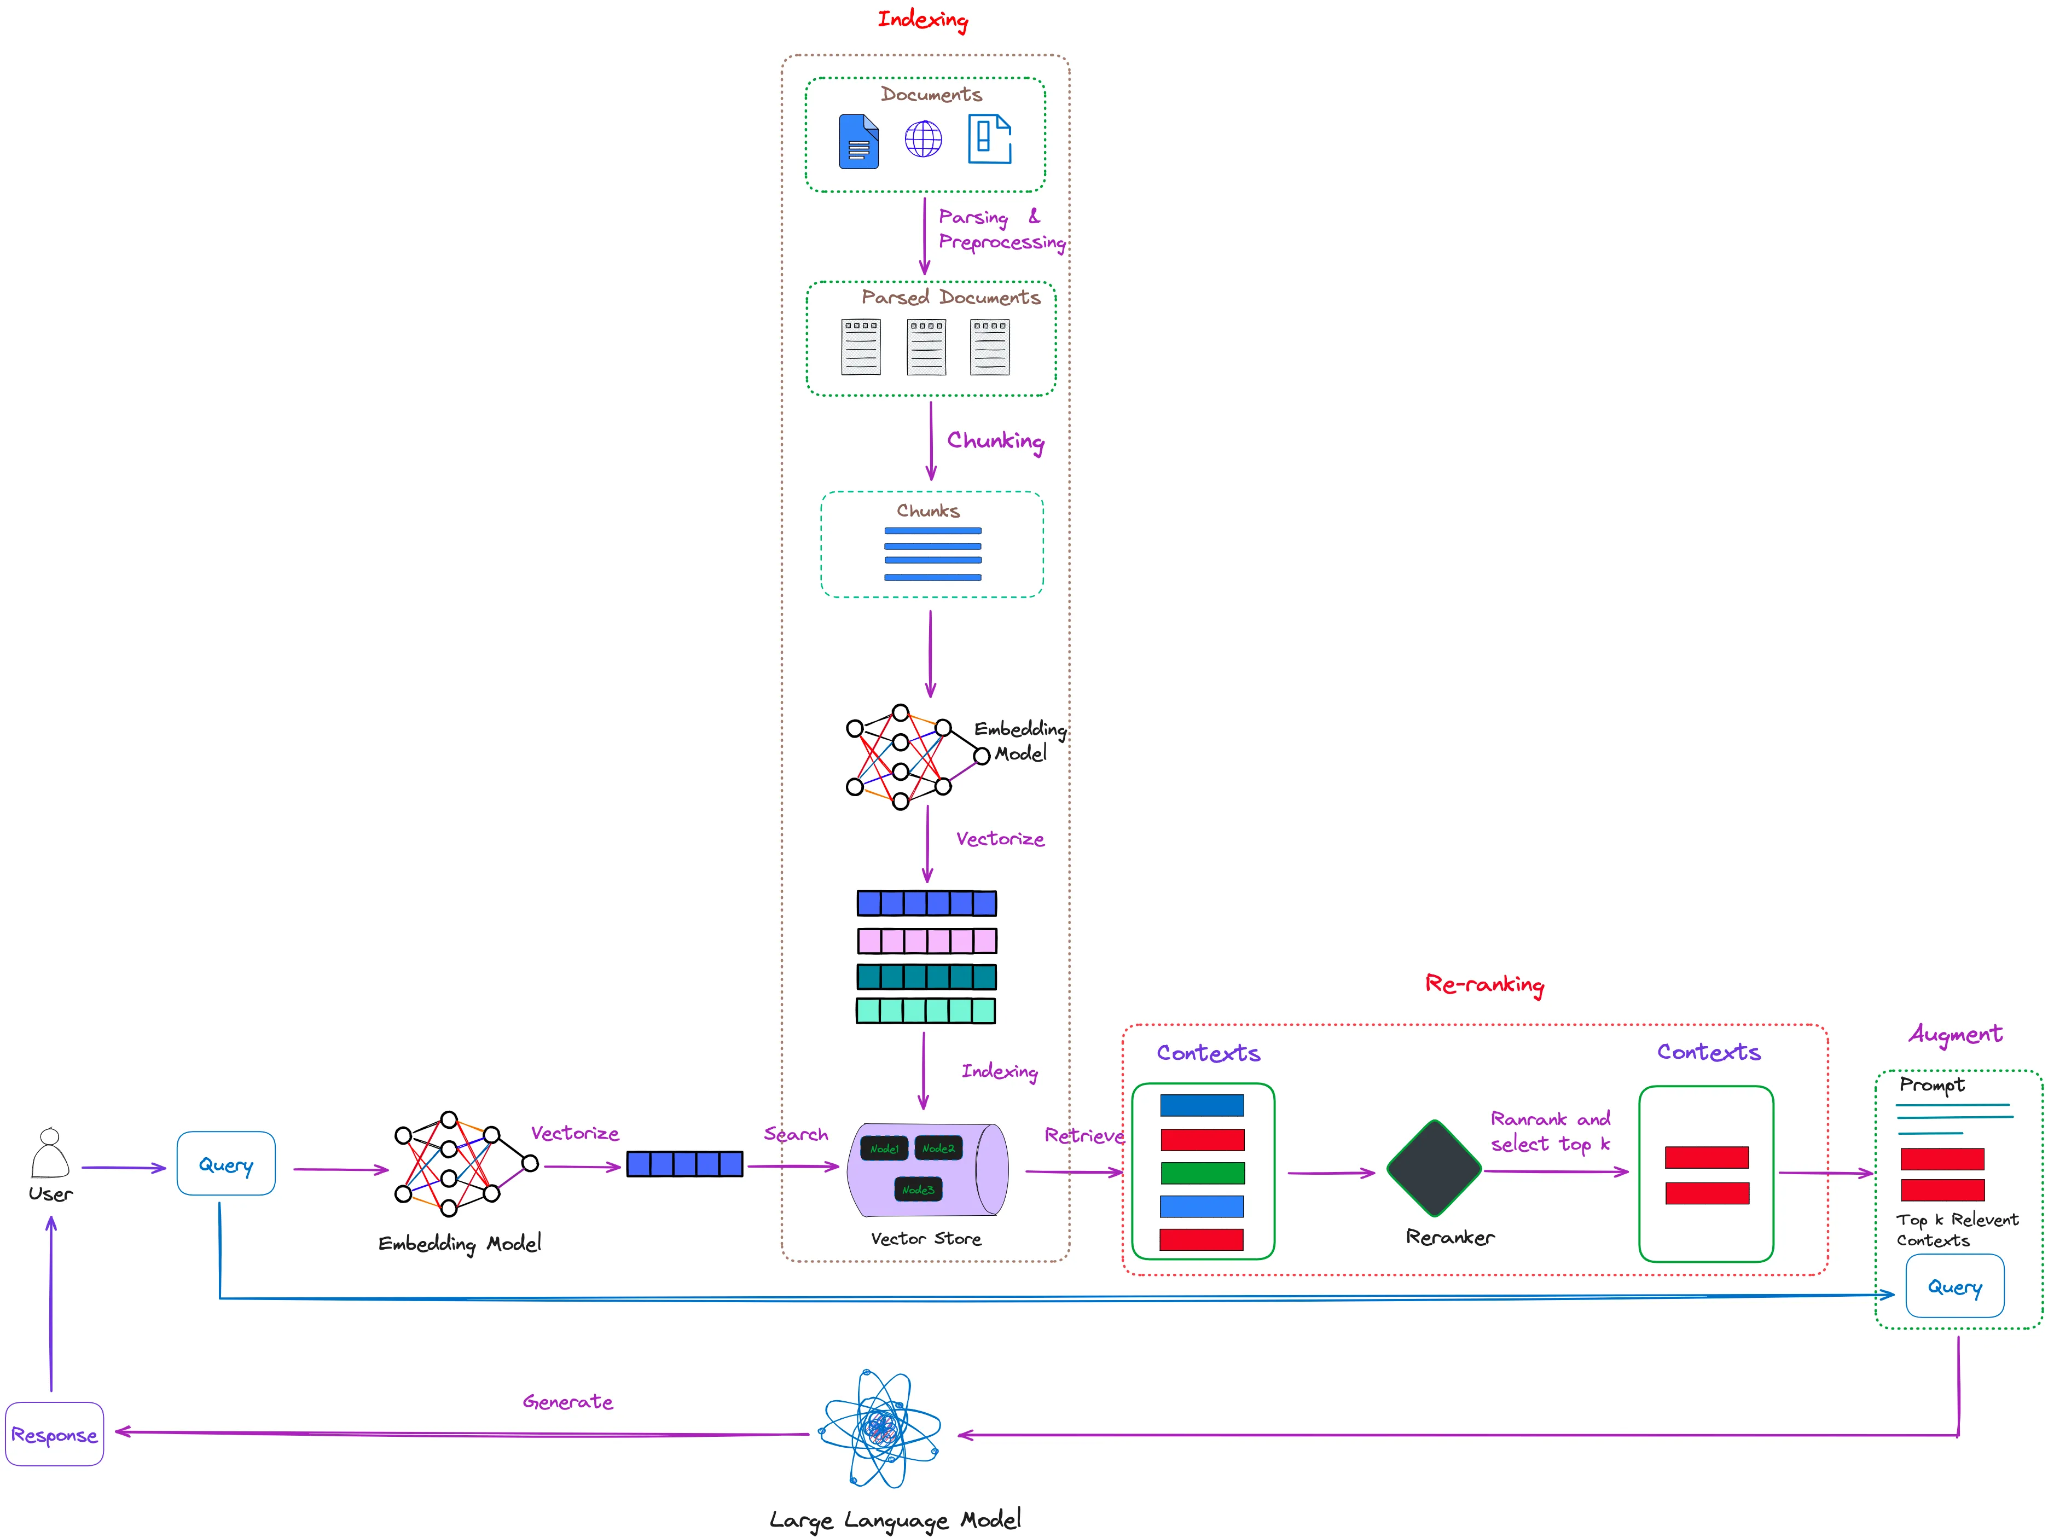 Indexing
Documents
Parsing &
Preprocessing
Parsed Documents
Chunking
Chunks
Embedding
Model
Vectorize
Indexing
Re-ranking
Augment
Contexts
Contexts
Prompt
User
Query
Embedding Model
Vectorize
Search
Node1
Node2
Node3
Vector Store
Retrieve
Reranker
Ranrank and
select top k
Top k Relevent
Contexts
Query
Response
Generate
Large Language Model